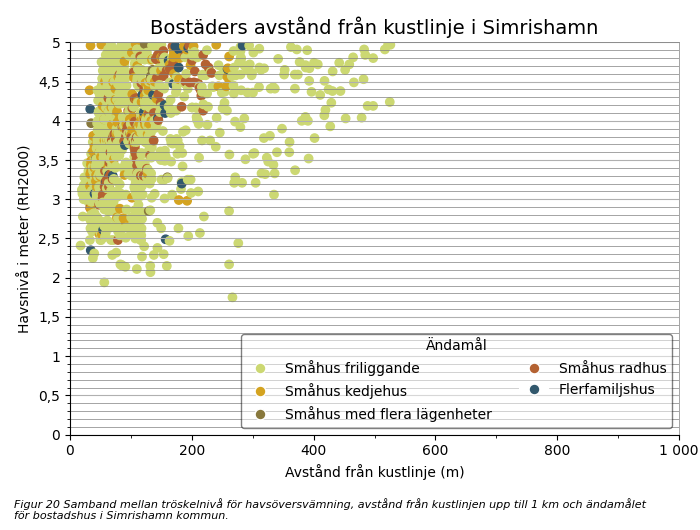 Bostäders avstånd från kustlinje i Simrishamn
Havsnivå i meter (RH2000)
5
4,5
4
3,5
3
2,5
2
1,5
1
0,5
0
0
200
400
600
800
1 000
Avstånd från kustlinje (m)
Ändamål
Småhus friliggande
Småhus kedjehus
Småhus med flera lägenheter
Småhus radhus
Flerfamiljshus
Figur 20 Samband mellan tröskelnivå för havsöversvämning, avstånd från kustlinjen upp till 1 km och ändamålet
för bostadshus i Simrishamn kommun.